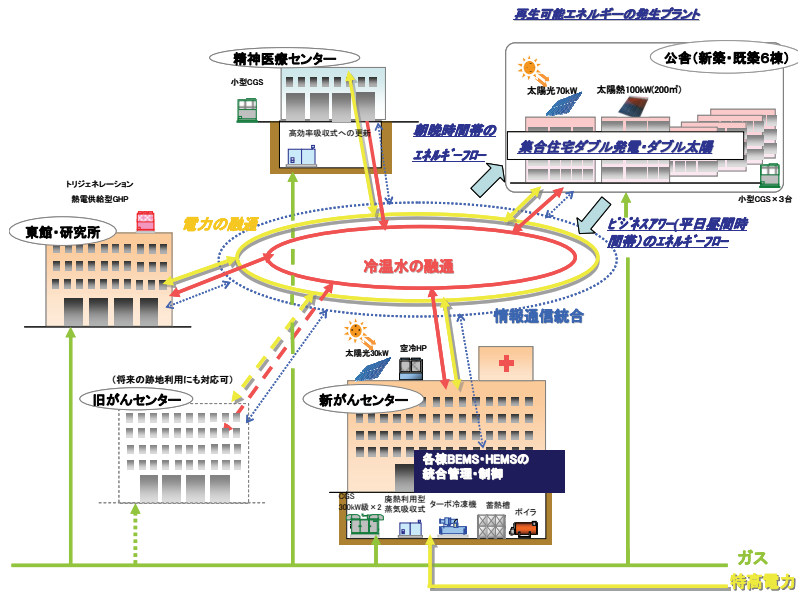 再生可能エネルギーの発生プラント
精神医療センター
公舎(新築・既築6棟)
小型CGS
太陽光70kW
太陽熱100kW(200㎡)
高効率吸収式への更新
朝晩時間帯の
エネルギーフロー
集合住宅ダブル発電・ダブル太陽
小型CGS×3台
トリジェネレーション
熱電供給型GHP
東館・研究所
電力の融通
ビジネスアワー(平日昼間時
間帯)のエネルギーフロー
冷温水の融通
情報通信統合
太陽光30kW
空冷HP
(将来の跡地利用にも対応可)
旧がんセンター
新がんセンター
各棟BEMS・HEMSの
統合管理・制御
CGS
300kW級×2
廃熱利用型
蒸気吸収式
ターボ冷凍機
蓄熱槽
ボイラ
ガス
特高電力